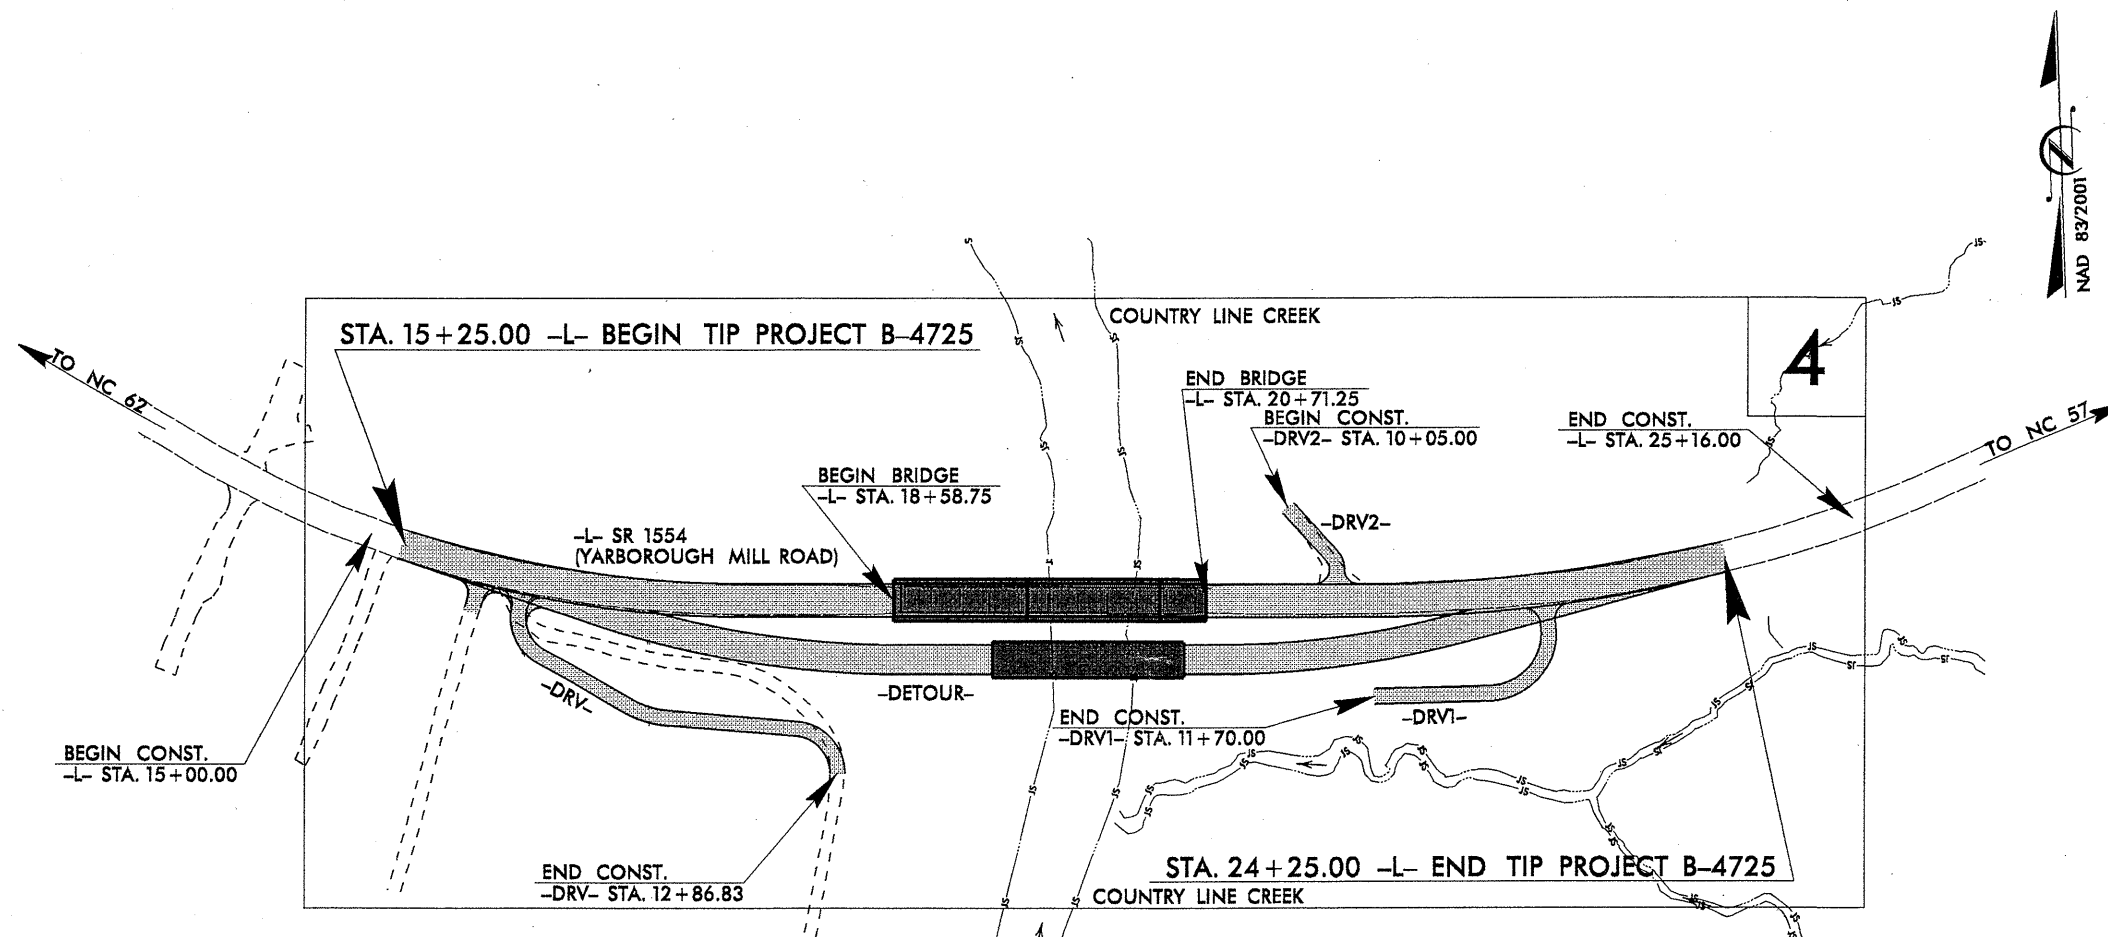 NAD 83/2001
COUNTRY LINE CREEK
STA. 15+25.00 -L- BEGIN TIP PROJECT B-4725
4
TO NC 62
END BRIDGE
-L- STA. 20+71.25
BEGIN CONST.
-DRV2- STA. 10+05.00
END CONST.
-L- STA. 25+16.00
TO NC 57
BEGIN BRIDGE
-L- STA. 18+58.75
-DRV2-
-L- SR 1554
(YARBOROUGH MILL ROAD)
-DRV-
-DETOUR-
END CONST.
-DRV1- STA. 11+70.00
-DRV1-
BEGIN CONST.
-L- STA. 15+00.00
END CONST.
-DRV- STA. 12+86.83
STA. 24+25.00 -L- END TIP PROJECT B-4725
COUNTRY LINE CREEK